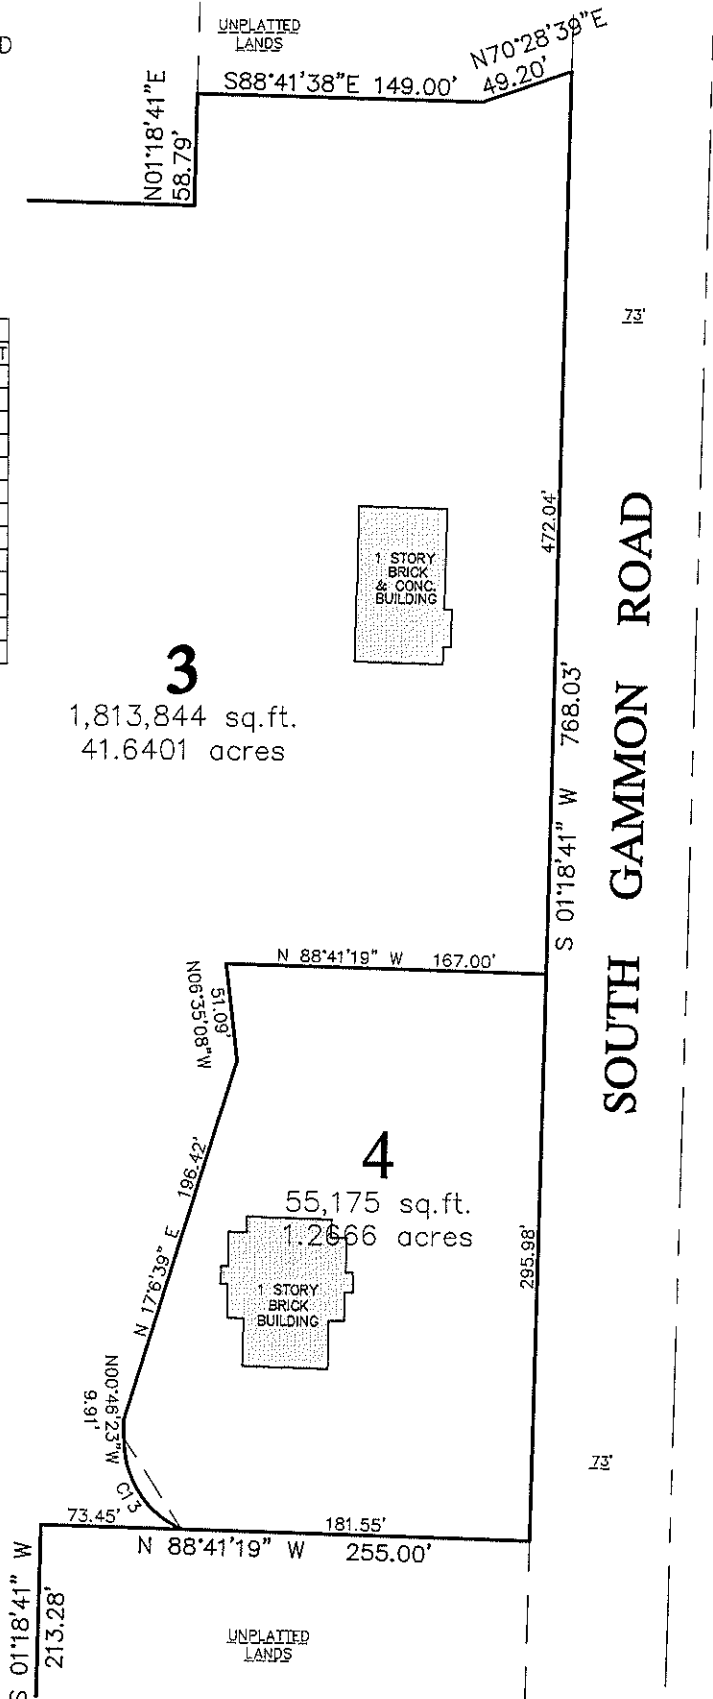 D
UNPLATTED
LANDS
N70°28'39"E
49.20'
S88°41'38"E 149.00'
N01°18'41"E
58.79'
73'
T
472.04'
1 STORY
BRICK
& CONC.
BUILDING
3
1,813,844 sq.ft.
41.6401 acres
S 01°18'41" W 768.03'
SOUTH GAMMON ROAD
N 88°41'19" W 167.00'
N06°35'08"W
51.09'
4
55,175 sq.ft.
1.2666 acres
N 17°6'39" E 196.42'
295.98'
1 STORY
BRICK
BUILDING
N00°46'23"W
9.91'
C13
73'
73.45'
181.55'
N 88°41'19" W 255.00'
S 01°18'41" W
213.28'
UNPLATTED
LANDS